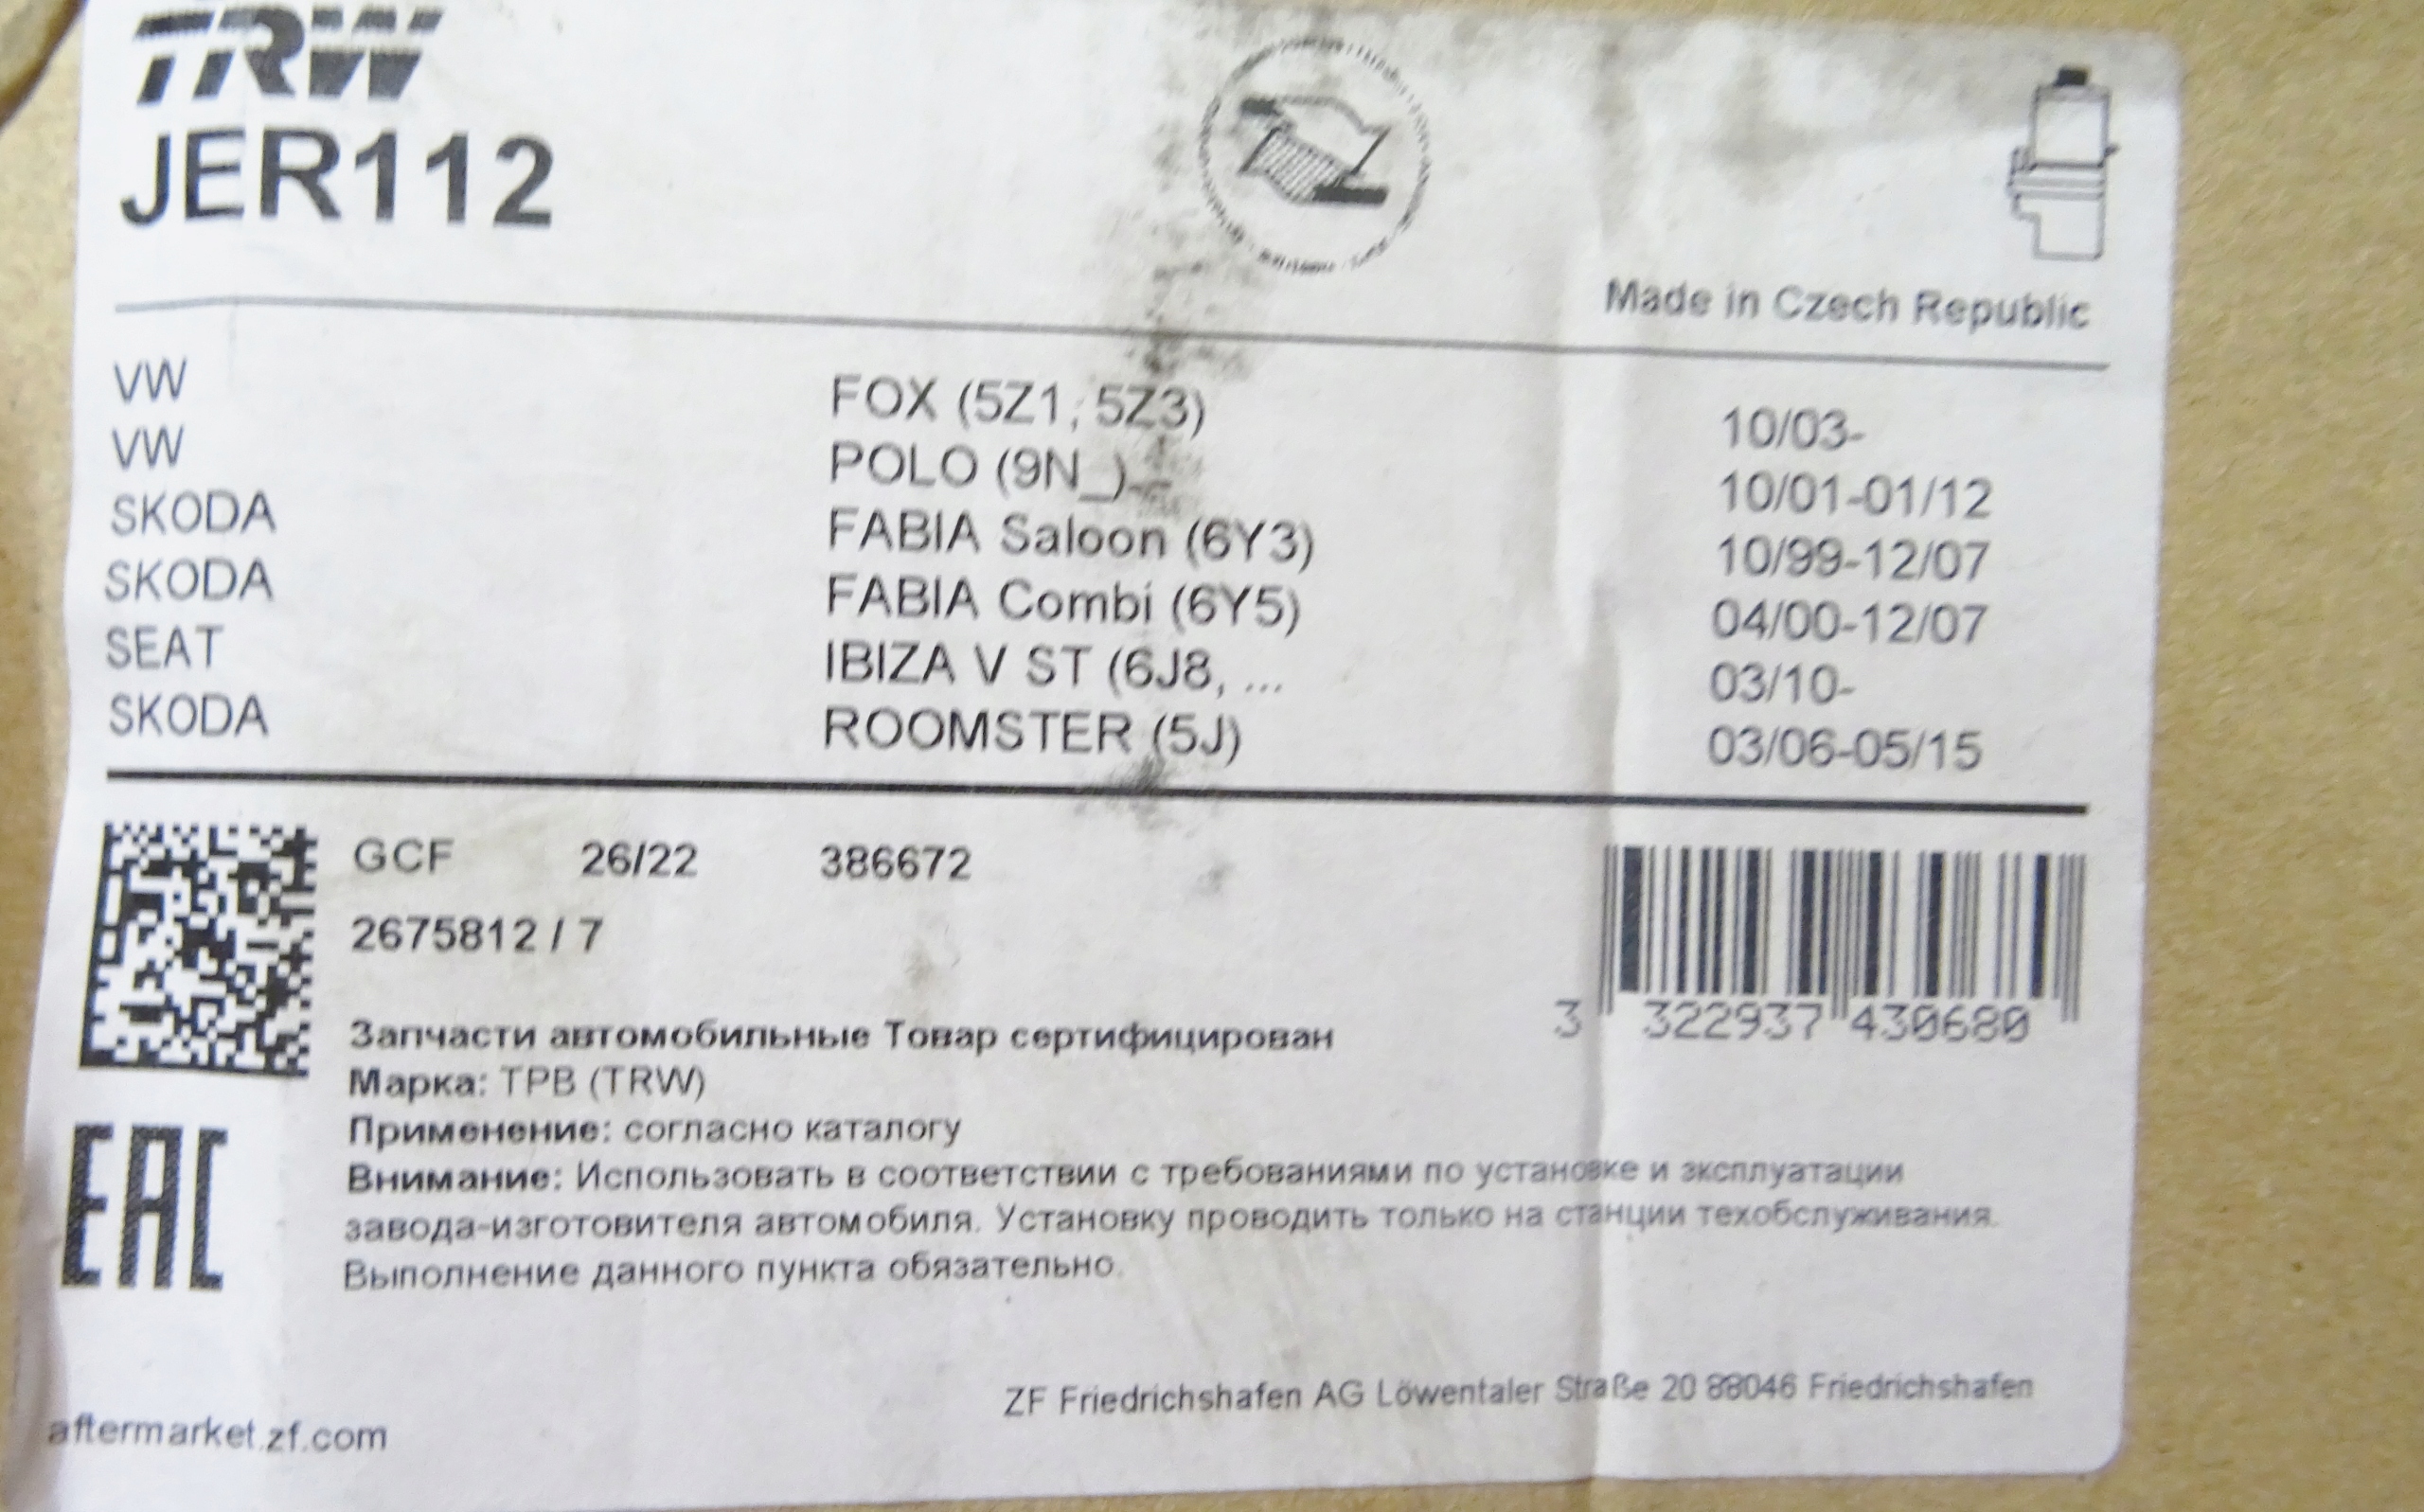 TRW
JER112
Made in Czech Republic
VW FOX (5Z1, 5Z3) 10/03-
VW POLO (9N_) 10/01-01/12
SKODA FABIA Saloon (6Y3) 10/99-12/07
SKODA FABIA Combi (6Y5) 04/00-12/07
SEAT IBIZA V ST (6J8, ... 03/10-
SKODA ROOMSTER (5J) 03/06-05/15
GCF 26/22 386672
2675812 / 7
3 322937 430680
Запчасти автомобильные Товар сертифицирован
Марка: ТРВ (TRW)
Применение: согласно каталогу
Внимание: Использовать в соответствии с требованиями по установке и эксплуатации
завода-изготовителя автомобиля. Установку проводить только на станции техобслуживания.
Выполнение данного пункта обязательно.
EAC
ZF Friedrichshafen AG Löwentaler Straße 20 88046 Friedrichshafen
aftermarket.zf.com